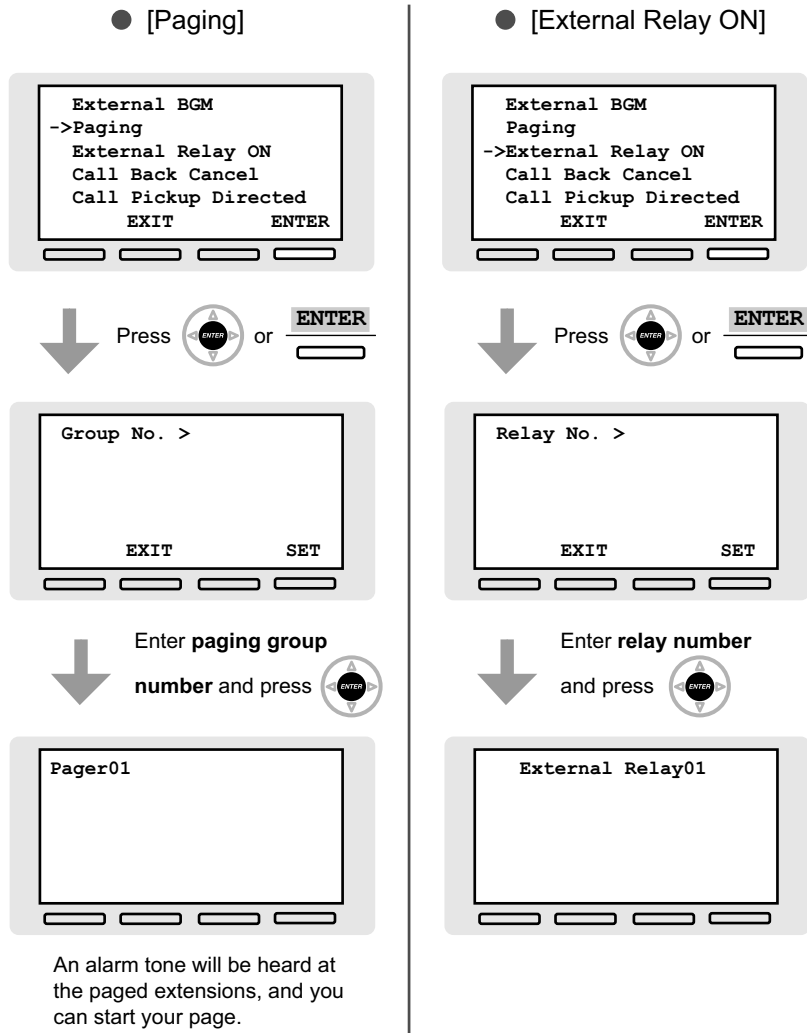 ● [Paging]
External BGM
->Paging
External Relay ON
Call Back Cancel
Call Pickup Directed
EXIT ENTER
Press ENTER or ENTER
Group No. >
EXIT SET
Enter paging group
number and press ENTER
Pager01
An alarm tone will be heard at
the paged extensions, and you
can start your page.
● [External Relay ON]
External BGM
Paging
->External Relay ON
Call Back Cancel
Call Pickup Directed
EXIT ENTER
Press ENTER or ENTER
Relay No. >
EXIT SET
Enter relay number
and press ENTER
External Relay01